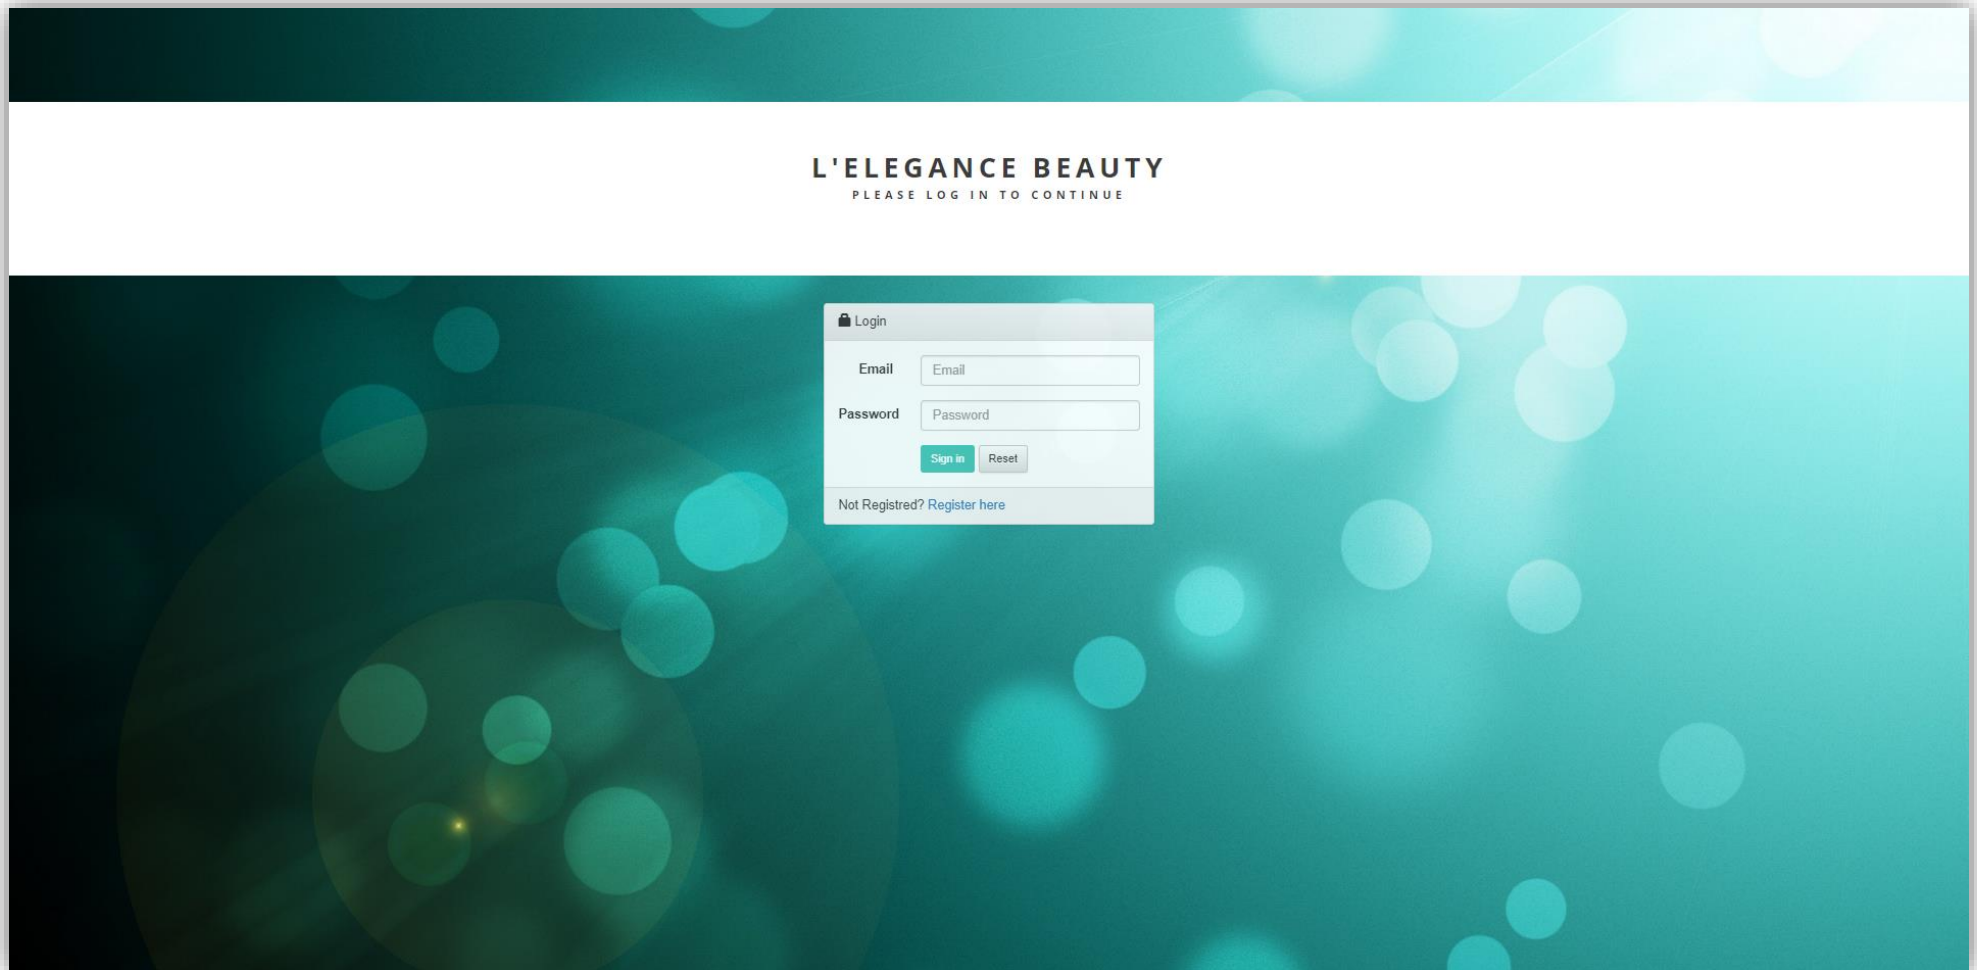 L'ELEGANCE BEAUTY
PLEASE LOG IN TO CONTINUE
Login
Email Email
Password Password
Sign in Reset
Not Registred? Register here